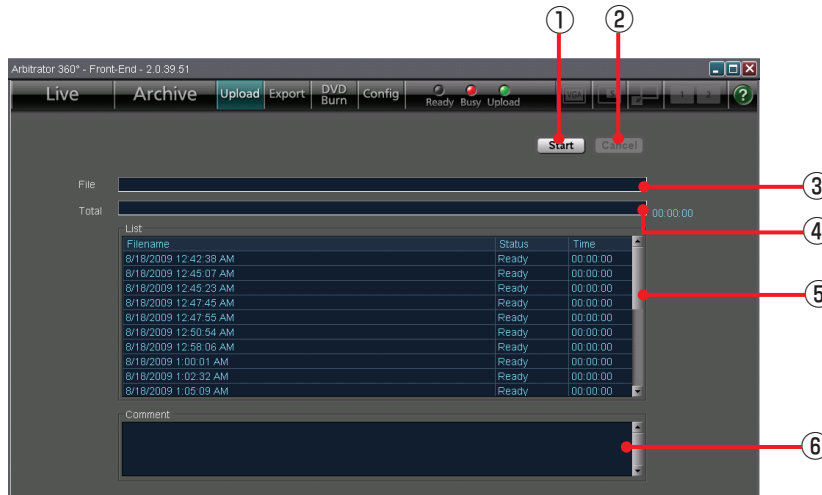 ① ②
Arbitrator 360° - Front-End - 2.0.39.51
Live Archive Upload Export DVD Burn Config Ready Busy Upload 1 2 ?
Start Cancel
File ③
Total 00:00:00 ④
List
Filename Status Time
8/18/2009 12:42:38 AM Ready 00:00:00
8/18/2009 12:45:07 AM Ready 00:00:00
8/18/2009 12:45:23 AM Ready 00:00:00 ⑤
8/18/2009 12:47:45 AM Ready 00:00:00
8/18/2009 12:47:55 AM Ready 00:00:00
8/18/2009 12:50:54 AM Ready 00:00:00
8/18/2009 12:58:06 AM Ready 00:00:00
8/18/2009 1:00:01 AM Ready 00:00:00
8/18/2009 1:02:32 AM Ready 00:00:00
8/18/2009 1:05:09 AM Ready 00:00:00
Comment
⑥